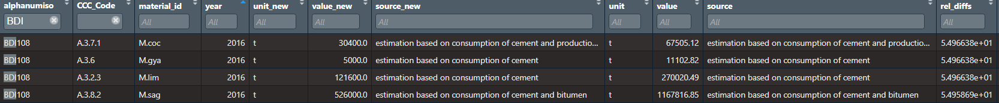 alphanumiso CCC_Code material_id year unit_new value_new source_new unit value source rel_diffs
BDI All All All All All All All All All
BDI108 A.3.7.1 M.coc 2016 t 30400.0 estimation based on consumption of cement and productio... t 67505.12 estimation based on consumption of cement and productio... 5.496638e+01
BDI108 A.3.6 M.gya 2016 t 5000.0 estimation based on consumption of cement t 11102.82 estimation based on consumption of cement 5.496638e+01
BDI108 A.3.2.3 M.lim 2016 t 121600.0 estimation based on consumption of cement t 270020.49 estimation based on consumption of cement 5.496638e+01
BDI108 A.3.8.2 M.sag 2016 t 526000.0 estimation based on consumption of cement and bitumen t 1167816.85 estimation based on consumption of cement and bitumen 5.495869e+01